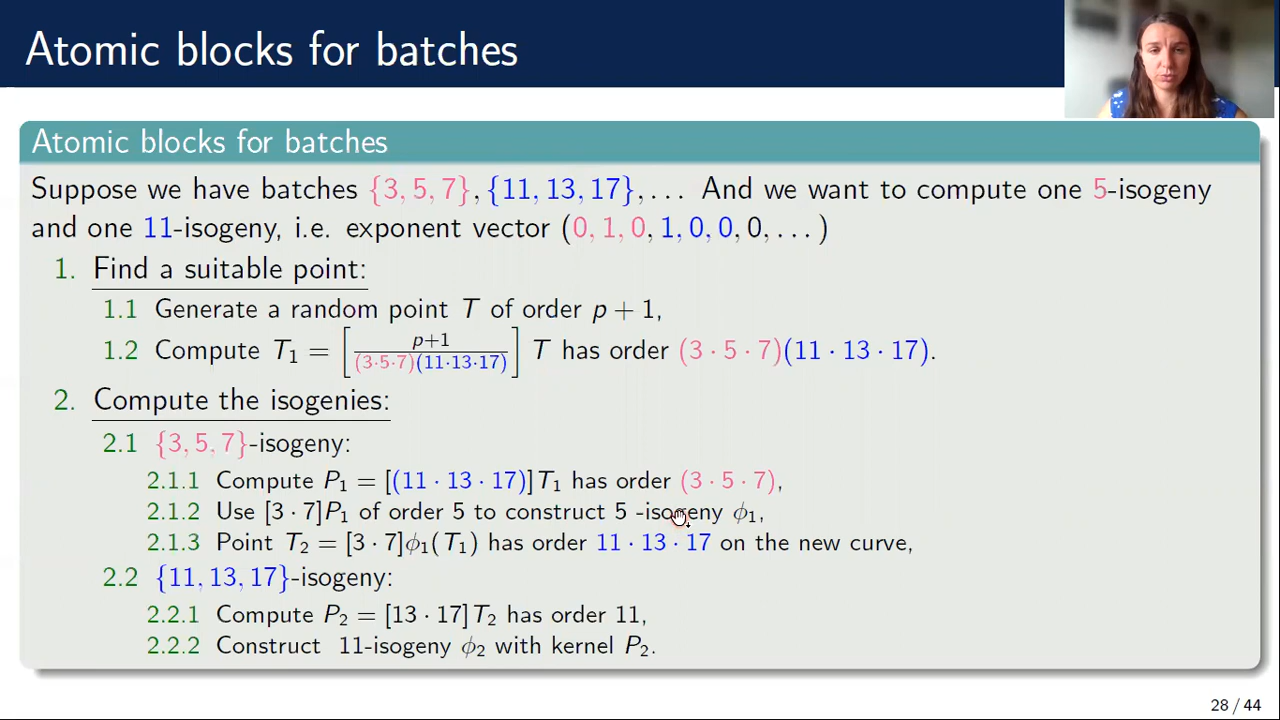 Atomic blocks for batches
Atomic blocks for batches
Suppose we have batches {3, 5, 7}, {11, 13, 17}, . . . And we want to compute one 5-isogeny
and one 11-isogeny, i.e. exponent vector (0, 1, 0, 1, 0, 0, 0, . . . )
1. Find a suitable point:
1.1 Generate a random point T of order p + 1,
1.2 Compute T₁ = [ p+1 / (3·5·7)(11·13·17) ] T has order (3 · 5 · 7)(11 · 13 · 17).
2. Compute the isogenies:
2.1 {3, 5, 7}-isogeny:
2.1.1 Compute P₁ = [(11 · 13 · 17)]T₁ has order (3 · 5 · 7),
2.1.2 Use [3 · 7]P₁ of order 5 to construct 5 -isogeny ϕ₁,
2.1.3 Point T₂ = [3 · 7]ϕ₁(T₁) has order 11 · 13 · 17 on the new curve,
2.2 {11, 13, 17}-isogeny:
2.2.1 Compute P₂ = [13 · 17]T₂ has order 11,
2.2.2 Construct 11-isogeny ϕ₂ with kernel P₂.
28 / 44